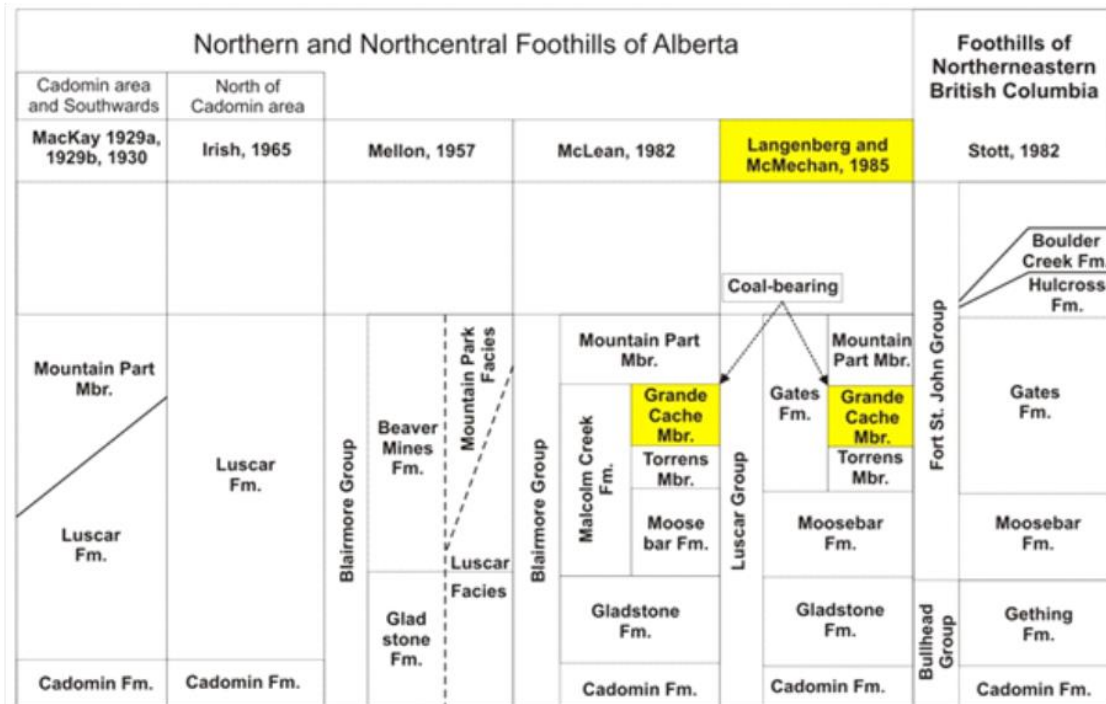 Northern and Northcentral Foothills of Alberta
Foothills of
Northerneastern
British Columbia
Cadomin area
and Southwards
North of
Cadomin area
MacKay 1929a,
1929b, 1930
Irish, 1965
Mellon, 1957
McLean, 1982
Langenberg and
McMechan, 1985
Stott, 1982
Mountain Part
Mbr.
Luscar
Fm.
Cadomin Fm.
Luscar
Fm.
Cadomin Fm.
Blairmore Group
Beaver
Mines
Fm.
Glad
stone
Fm.
Mountain Park
Facies
Luscar
Facies
Blairmore Group
Mountain Part
Mbr.
Malcolm Creek
Fm.
Grande
Cache
Mbr.
Torrens
Mbr.
Moose
bar Fm.
Gladstone
Fm.
Cadomin Fm.
Coal-bearing
Luscar Group
Gates
Fm.
Mountain
Part Mbr.
Grande
Cache
Mbr.
Torrens
Mbr.
Moosebar
Fm.
Gladstone
Fm.
Cadomin Fm.
Fort St. John Group
Bullhead
Group
Boulder
Creek Fm.
Hulcross
Fm.
Gates
Fm.
Moosebar
Fm.
Gething
Fm.
Cadomin Fm.